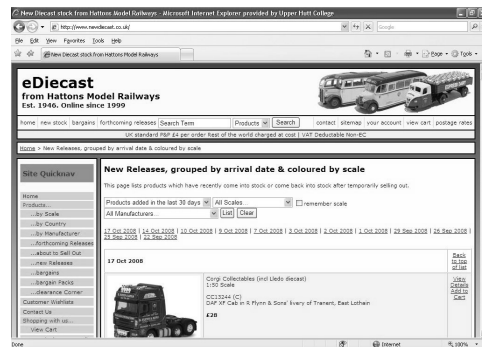 New Diecast stock from Hattons Model Railways - Microsoft Internet Explorer provided by Upper Hutt College
http://www.newdiecast.co.uk/
Google
File Edit View Favorites Tools Help
New Diecast stock from Hattons Model Railways
Page Tools
eDiecast
from Hattons Model Railways
Est. 1946. Online since 1999
home new stock bargains forthcoming releases Search Term Products Search contact sitemap your account view cart postage rates
UK standard P&P £4 per order Rest of the world charged at cost | VAT Deductable Non-EC
Home > New Releases, grouped by arrival date & coloured by scale
Site Quicknav
Home
Products...
...by Scale
...by Country
...by Manufacturer
...forthcoming Releases
...about to Sell Out
...new Releases
...bargains
...bargain Packs
...clearance Corner
Customer Wishlists
Contact Us
Shopping with us...
View Cart
New Releases, grouped by arrival date & coloured by scale
This page lists products which have recently come into stock or come back into stock after temporarily selling out.
Products added in the last 30 days All Scales... remember scale
All Manufacturers... List Clear
17 Oct 2008 | 14 Oct 2008 | 10 Oct 2008 | 9 Oct 2008 | 7 Oct 2008 | 3 Oct 2008 | 2 Oct 2008 | 1 Oct 2008 | 29 Sep 2008 | 26 Sep 2008 |
25 Sep 2008 | 22 Sep 2008
17 Oct 2008
Back
to top
of list
Corgi Collectables (incl Lledo diecast)
1:50 Scale
CC13244 (C)
DAF XF Cab in R Flynn & Sons' livery of Tranent, East Lothian
£28
View
Details
Add to
Cart
Done
Internet
100%